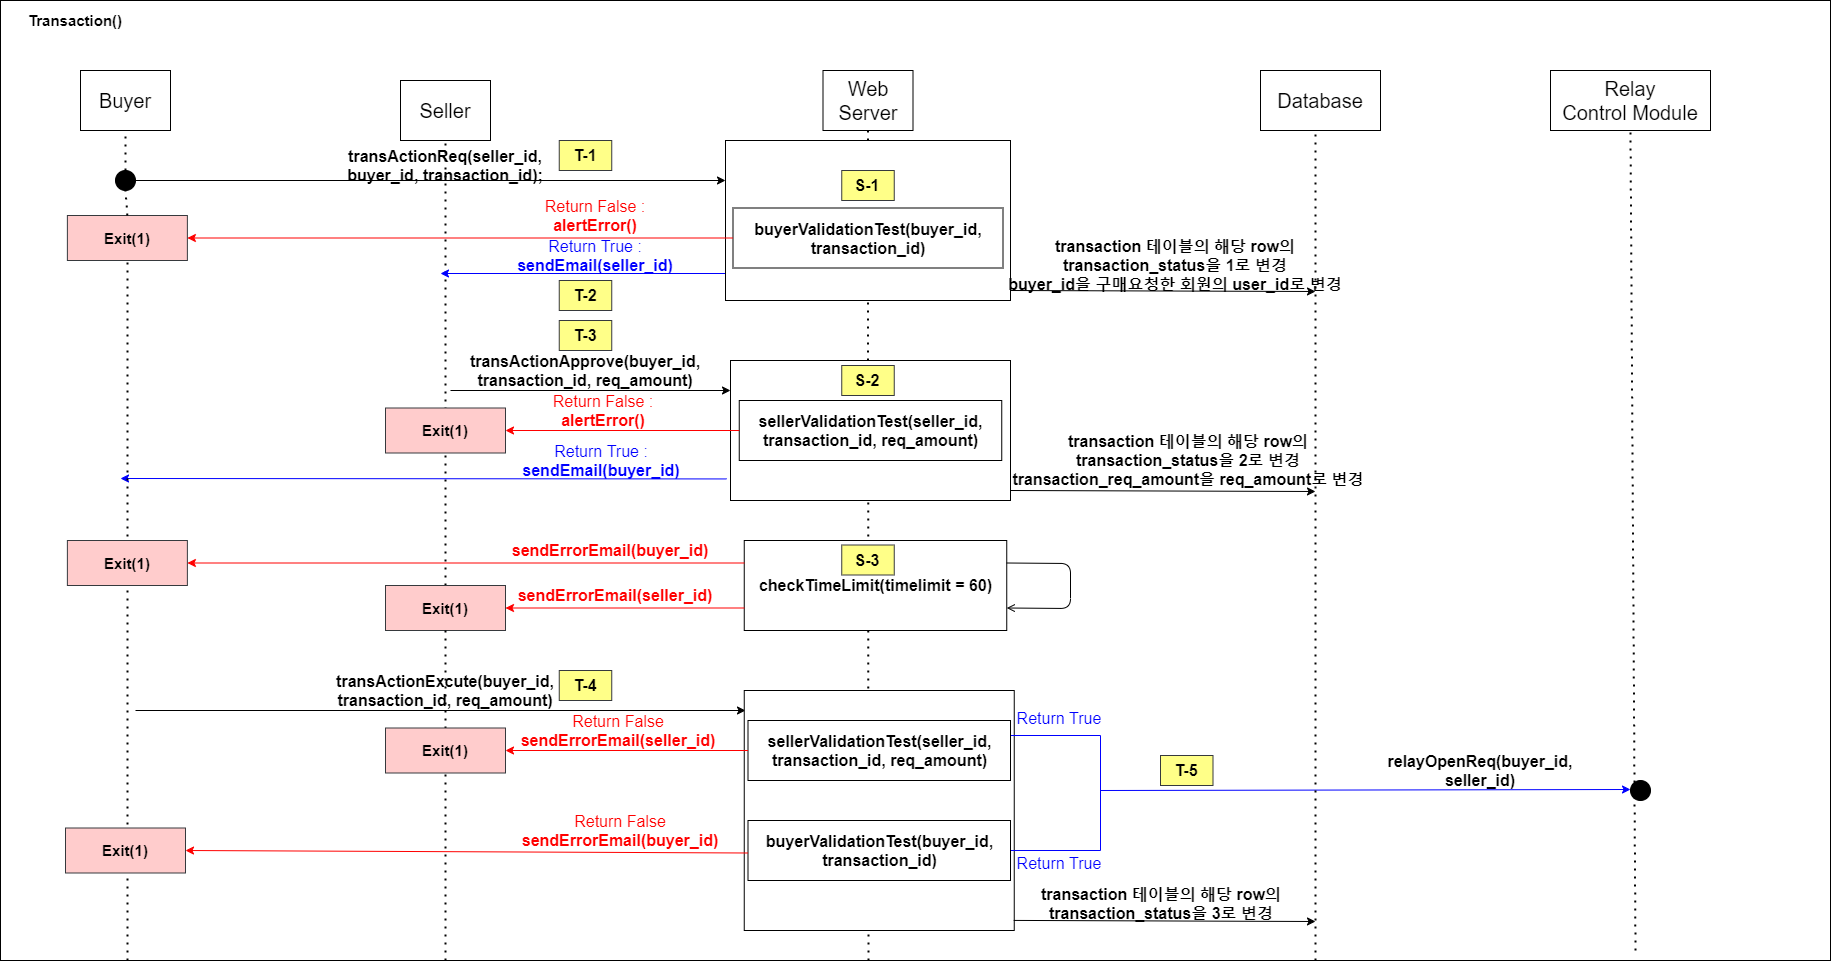 Transaction()
Buyer
Seller
Web
Server
Database
Relay
Control Module
transActionReq(seller_id,
buyer_id, transaction_id);
T-1
S-1
Return False :
alertError()
Exit(1)
buyerValidationTest(buyer_id,
transaction_id)
Return True :
sendEmail(seller_id)
transaction 테이블의 해당 row의
transaction_status을 1로 변경
buyer_id을 구매요청한 회원의 user_id로 변경
T-2
T-3
transActionApprove(buyer_id,
transaction_id, req_amount)
S-2
Return False :
alertError()
Exit(1)
sellerValidationTest(seller_id,
transaction_id, req_amount)
Return True :
sendEmail(buyer_id)
transaction 테이블의 해당 row의
transaction_status을 2로 변경
transaction_req_amount을 req_amount로 변경
Exit(1)
sendErrorEmail(buyer_id)
S-3
checkTimeLimit(timelimit = 60)
Exit(1)
sendErrorEmail(seller_id)
transActionExcute(buyer_id,
transaction_id, req_amount)
T-4
Return False
sendErrorEmail(seller_id)
Exit(1)
sellerValidationTest(seller_id,
transaction_id, req_amount)
Return True
T-5
relayOpenReq(buyer_id,
seller_id)
Return False
sendErrorEmail(buyer_id)
Exit(1)
buyerValidationTest(buyer_id,
transaction_id)
Return True
transaction 테이블의 해당 row의
transaction_status을 3로 변경